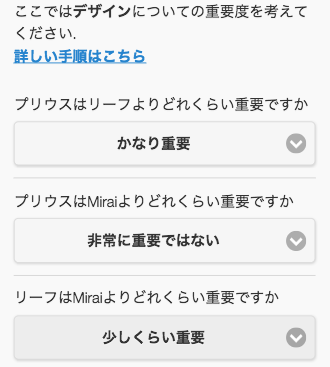 ここではデザインについての重要度を考えて
ください.
詳しい手順はこちら
プリウスはリーフよりどれくらい重要ですか
かなり重要
プリウスはMiraiよりどれくらい重要ですか
非常に重要ではない
リーフはMiraiよりどれくらい重要ですか
少しくらい重要